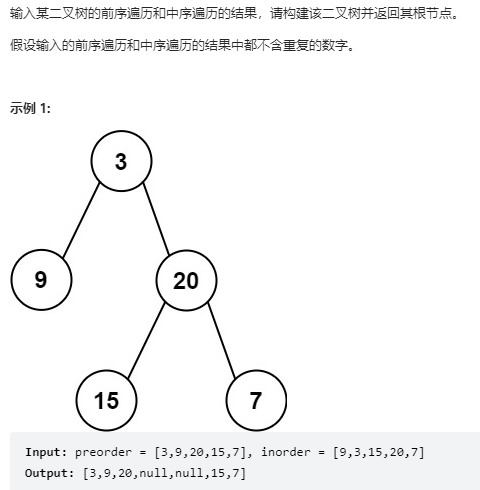 输入某二叉树的前序遍历和中序遍历的结果，请构建该二叉树并返回其根节点。
假设输入的前序遍历和中序遍历的结果中都不含重复的数字。
示例 1:
3
9
20
15
7
Input: preorder = [3,9,20,15,7], inorder = [9,3,15,20,7]
Output: [3,9,20,null,null,15,7]